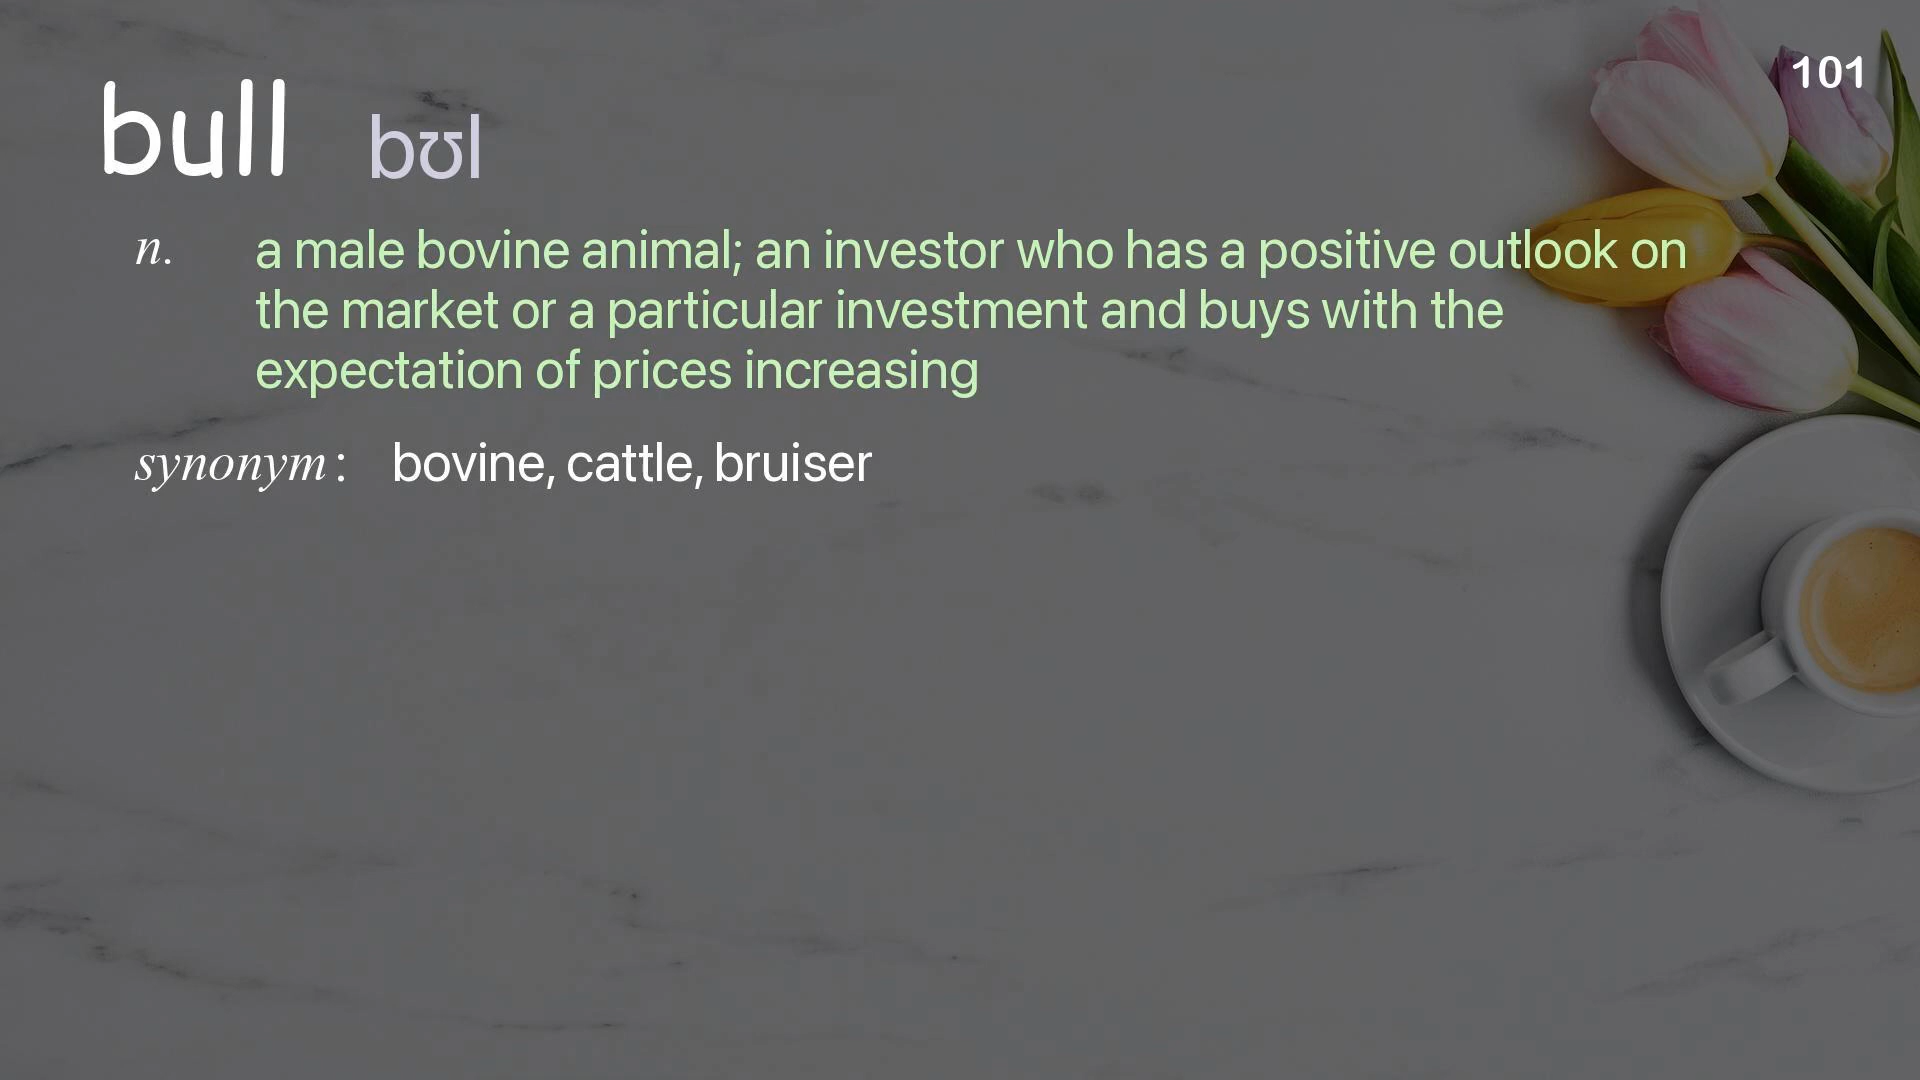 101
bull bʊl
n. a male bovine animal; an investor who has a positive outlook on
the market or a particular investment and buys with the
expectation of prices increasing
synonym: bovine, cattle, bruiser